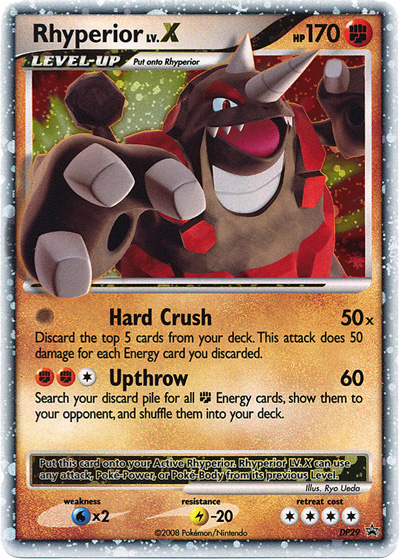 Rhyperior LV.X HP 170
LEVEL-UP Put onto Rhyperior
Hard Crush 50x
Discard the top 5 cards from your deck. This attack does 50
damage for each Energy card you discarded.
Upthrow 60
Search your discard pile for all Energy cards, show them to
your opponent, and shuffle them into your deck.
Put this card onto your Active Rhyperior. Rhyperior LV. X can use
any attack, Poké-Power, or Poké-Body from its previous Level.
Illus. Ryo Ueda
weakness resistance retreat cost
x2 -20
©2008 Pokémon/Nintendo DP29